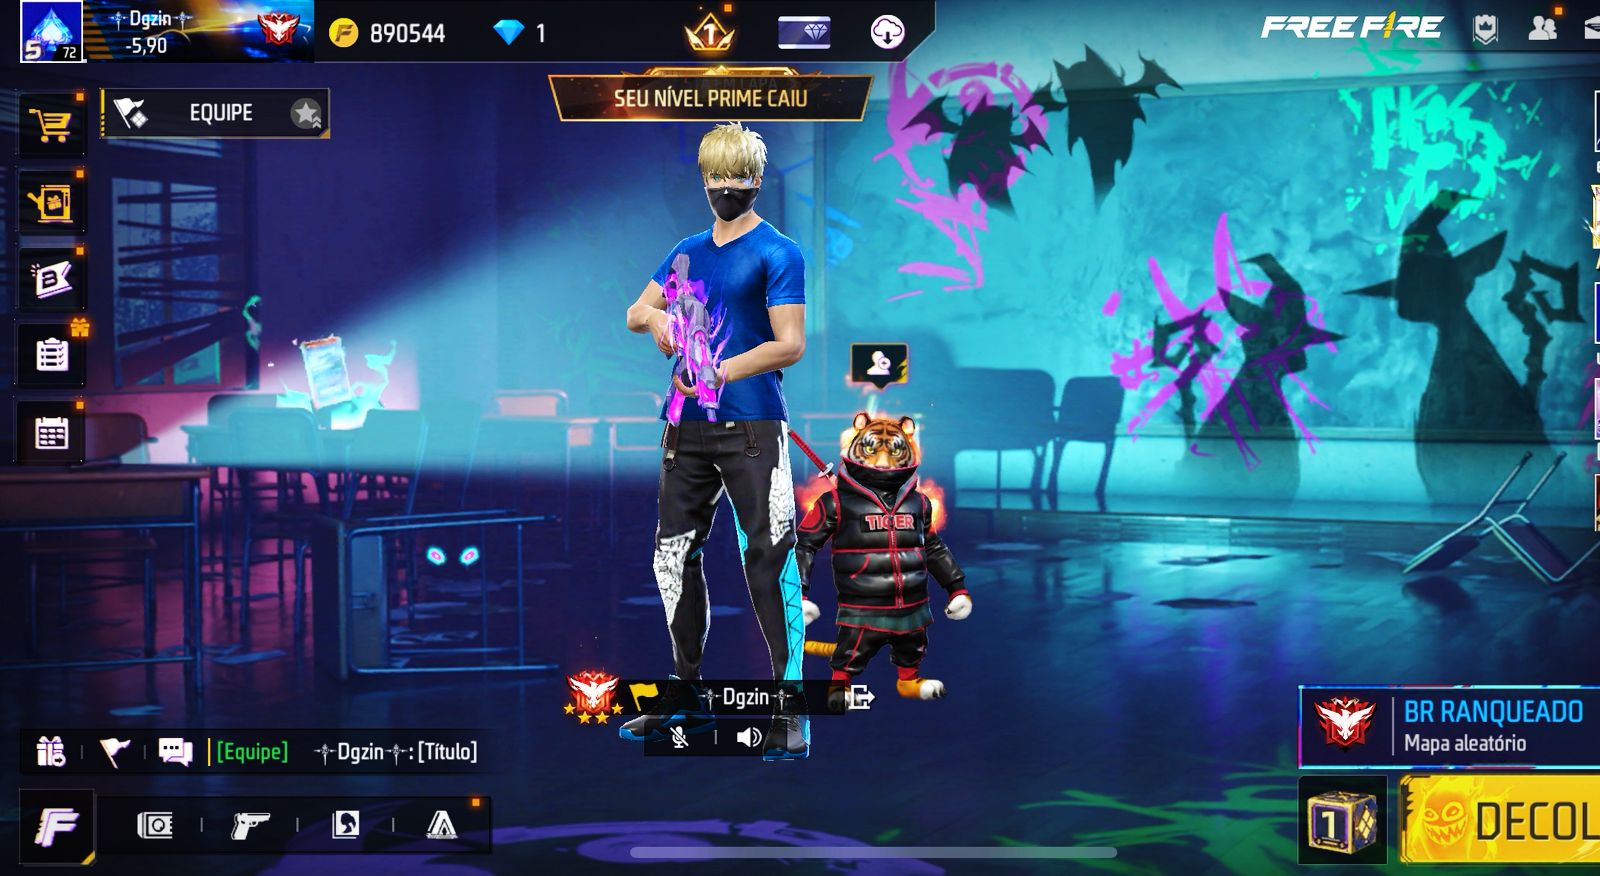 Dgzin
-5,90
5
72
890544
1
1
FREE FIRE
EQUIPE
SEU NÍVEL PRIME CAIU
B
TIGER
Dgzin
[Equipe] Dgzin : [Título]
BR RANQUEADO
Mapa aleatório
1
DECOL